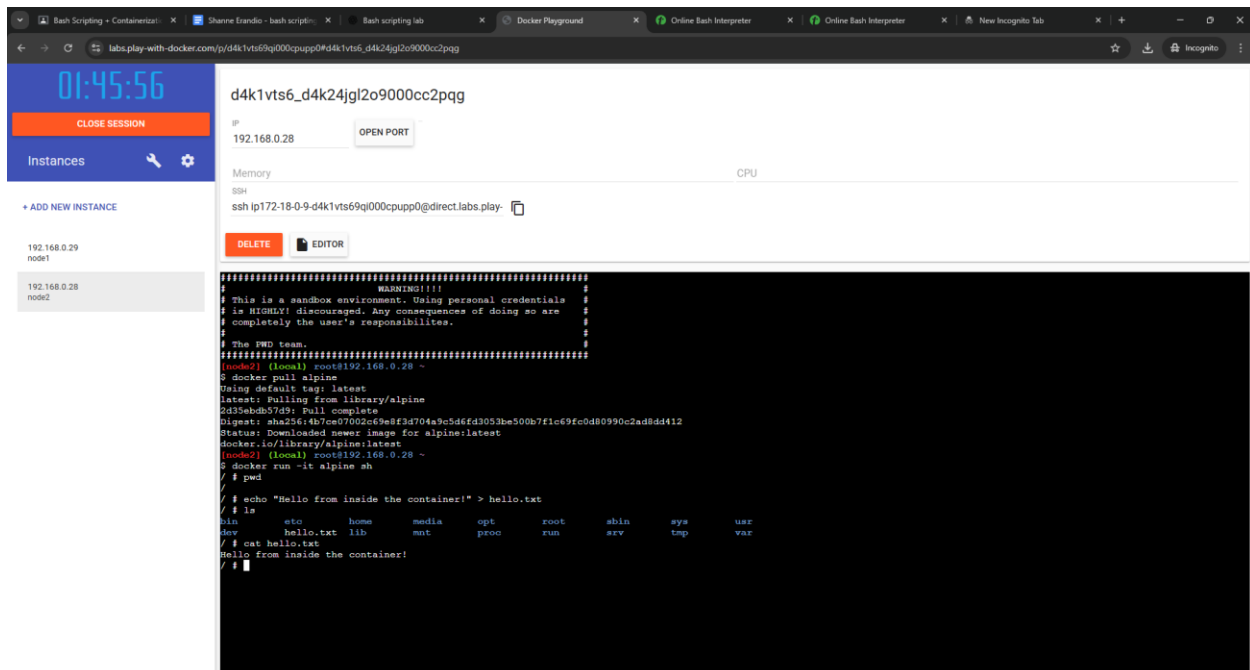 Bash Scripting + Containerizati
Shanne Erandio - bash scripting
Bash scripting lab
Docker Playground
Online Bash Interpreter
Online Bash Interpreter
New Incognito Tab
labs.play-with-docker.com/p/d4k1vts69qi000cpupp0#d4k1vts6_d4k24jgl2o9000cc2pqg
Incognito
01:45:56
CLOSE SESSION
Instances
+ ADD NEW INSTANCE
192.168.0.29
node1
192.168.0.28
node2
d4k1vts6_d4k24jgl2o9000cc2pqg
IP
192.168.0.28
OPEN PORT
Memory
CPU
SSH
ssh ip172-18-0-9-d4k1vts69qi000cpupp0@direct.labs.play-
DELETE
EDITOR
###############################################################
# WARNING!!!! #
# This is a sandbox environment. Using personal credentials #
# is HIGHLY! discouraged. Any consequences of doing so are #
# completely the user's responsibilites. #
# #
# The PWD team. #
###############################################################
[node2] (local) root@192.168.0.28 ~
$ docker pull alpine
Using default tag: latest
latest: Pulling from library/alpine
2d35ebdb57d9: Pull complete
Digest: sha256:4b7ce07002c69e8f3d704a9c5d6fd3053be500b7f1c69fc0d80990c2ad8dd412
Status: Downloaded newer image for alpine:latest
docker.io/library/alpine:latest
[node2] (local) root@192.168.0.28 ~
$ docker run -it alpine sh
/ # pwd
/
/ # echo "Hello from inside the container!" > hello.txt
/ # ls
bin etc home media opt root sbin sys usr
dev hello.txt lib mnt proc run srv tmp var
/ # cat hello.txt
Hello from inside the container!
/ #